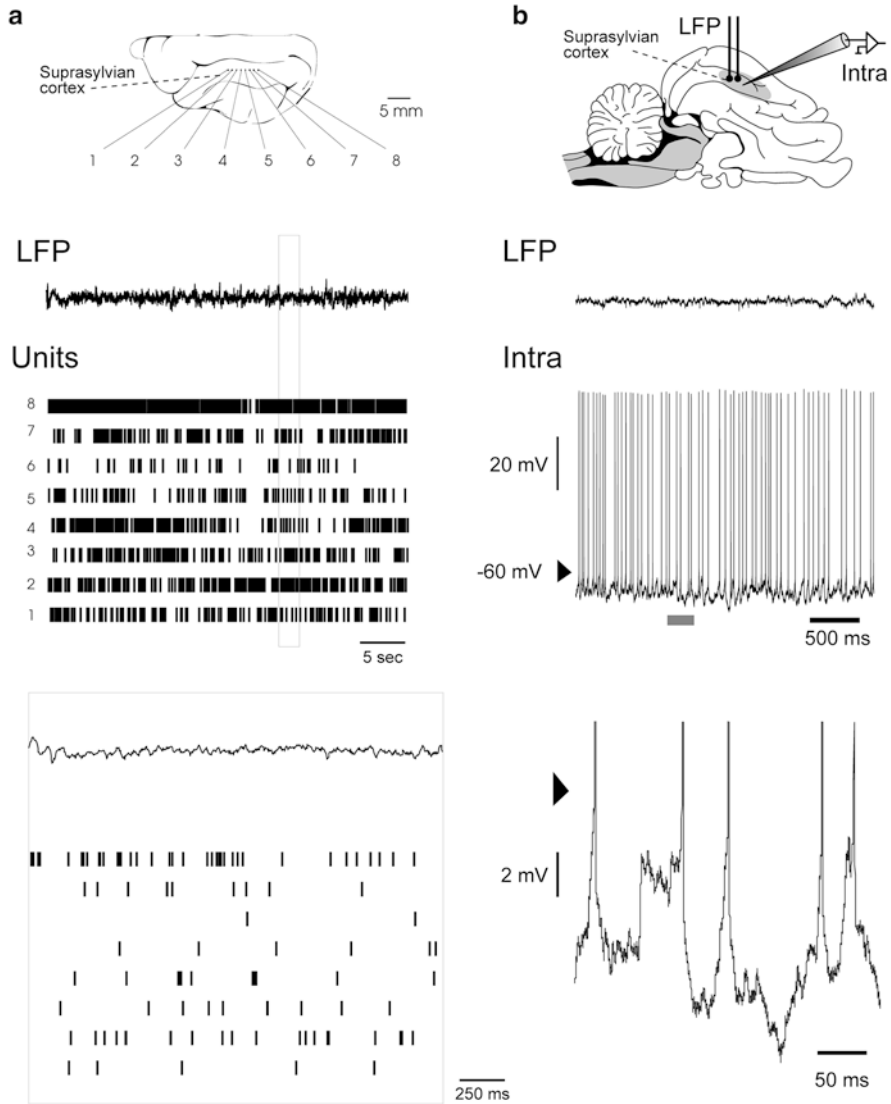 a
Suprasylvian
cortex
5 mm
1 2 3 4 5 6 7 8
LFP
Units
8
7
6
5
4
3
2
1
5 sec
250 ms
b
LFP
Suprasylvian
cortex
Intra
LFP
Intra
20 mV
-60 mV
500 ms
2 mV
50 ms